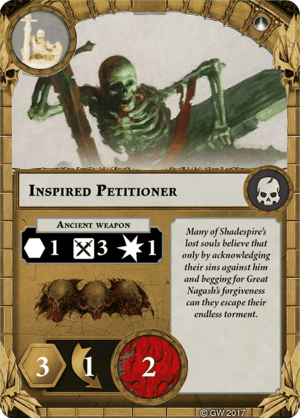 INSPIRED PETITIONER
ANCIENT WEAPON
1 3 1
Many of Shadespire's
lost souls believe that
only by acknowledging
their sins against him
and begging for Great
Nagash's forgiveness
can they escape their
endless torment.
3 1 2
© GW 2017